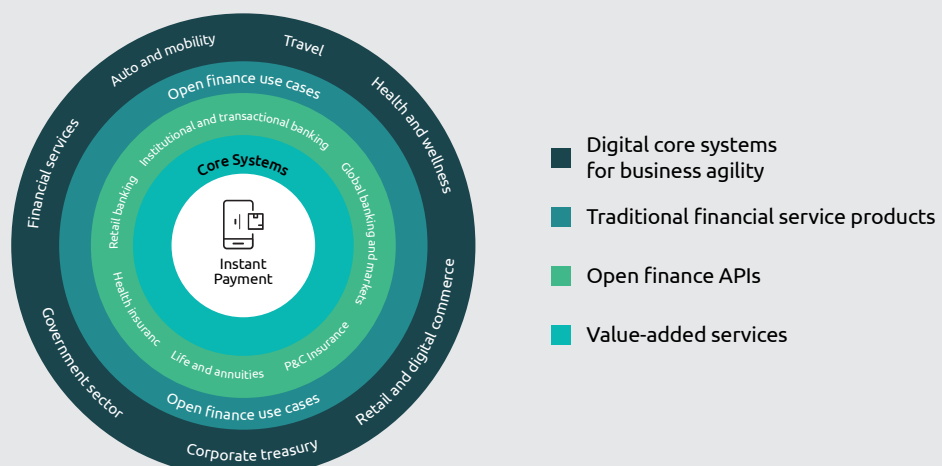 Travel
Auto and mobility
Health and wellness
Open finance use cases
Institutional and transactional banking
Core Systems
Financial services
Retail banking
Global banking and markets
Instant
Payment
Health insuranc
Life and annuities
P&C Insurance
Government sector
Retail and digital commerce
Open finance use cases
Corporate treasury
Digital core systems
for business agility
Traditional financial service products
Open finance APIs
Value-added services